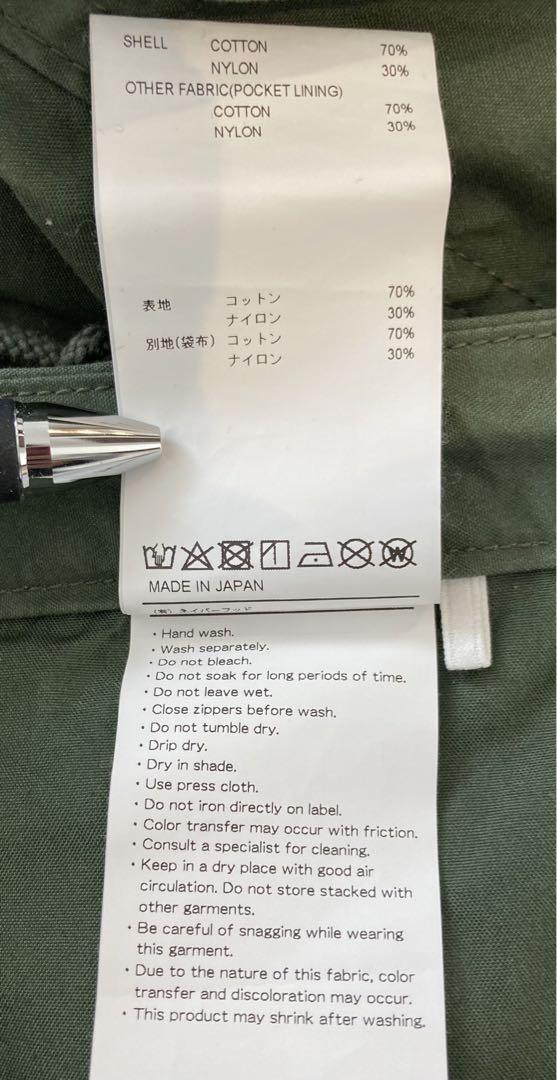 SHELL COTTON 70%
NYLON 30%
OTHER FABRIC(POCKET LINING)
COTTON 70%
NYLON 30%
表地 コットン 70%
ナイロン 30%
別地(袋布) コットン 70%
ナイロン 30%
W
MADE IN JAPAN
・Hand wash.
・Wash separately.
・Do not bleach.
・Do not soak for long periods of time.
・Do not leave wet.
・Close zippers before wash.
・Do not tumble dry.
・Drip dry.
・Dry in shade.
・Use press cloth.
・Do not iron directly on label.
・Color transfer may occur with friction.
・Consult a specialist for cleaning.
・Keep in a dry place with good air
circulation. Do not store stacked with
other garments.
・Be careful of snagging while wearing
this garment.
・Due to the nature of this fabric, color
transfer and discoloration may occur.
・This product may shrink after washing.